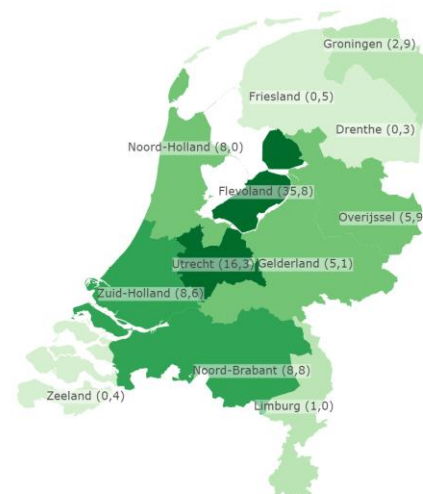 Groningen (2,9)
Friesland (0,5)
Drenthe (0,3)
Noord-Holland (8,0)
Flevoland (35,8)
Overijssel (5,9
Utrecht (16,3)
Gelderland (5,1)
Zuid-Holland (8,6)
Noord-Brabant (8,8)
Zeeland (0,4)
Limburg (1,0)